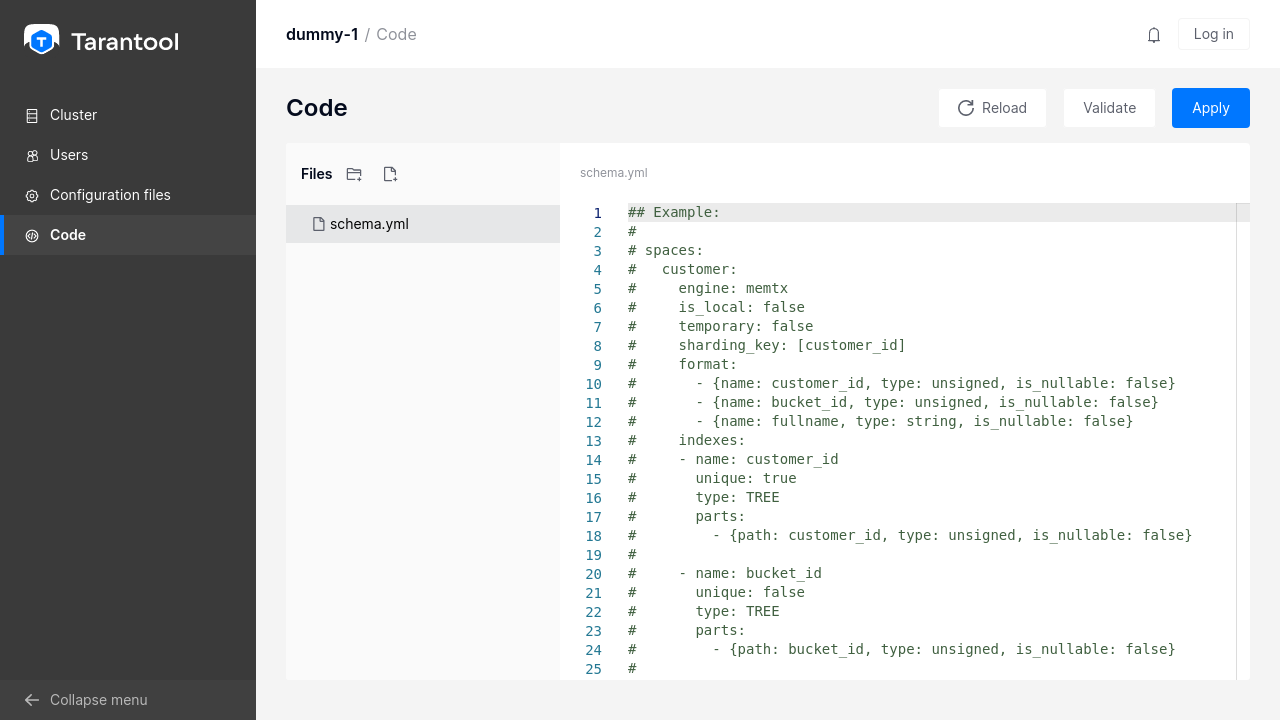 Tarantool
Cluster
Users
Configuration files
Code
Collapse menu
dummy-1 / Code
Log in
Code
Reload
Validate
Apply
Files
schema.yml
schema.yml
1 ## Example:
2 #
3 # spaces:
4 #   customer:
5 #     engine: memtx
6 #     is_local: false
7 #     temporary: false
8 #     sharding_key: [customer_id]
9 #     format:
10 #       - {name: customer_id, type: unsigned, is_nullable: false}
11 #       - {name: bucket_id, type: unsigned, is_nullable: false}
12 #       - {name: fullname, type: string, is_nullable: false}
13 #     indexes:
14 #     - name: customer_id
15 #       unique: true
16 #       type: TREE
17 #       parts:
18 #         - {path: customer_id, type: unsigned, is_nullable: false}
19 #
20 #     - name: bucket_id
21 #       unique: false
22 #       type: TREE
23 #       parts:
24 #         - {path: bucket_id, type: unsigned, is_nullable: false}
25 #